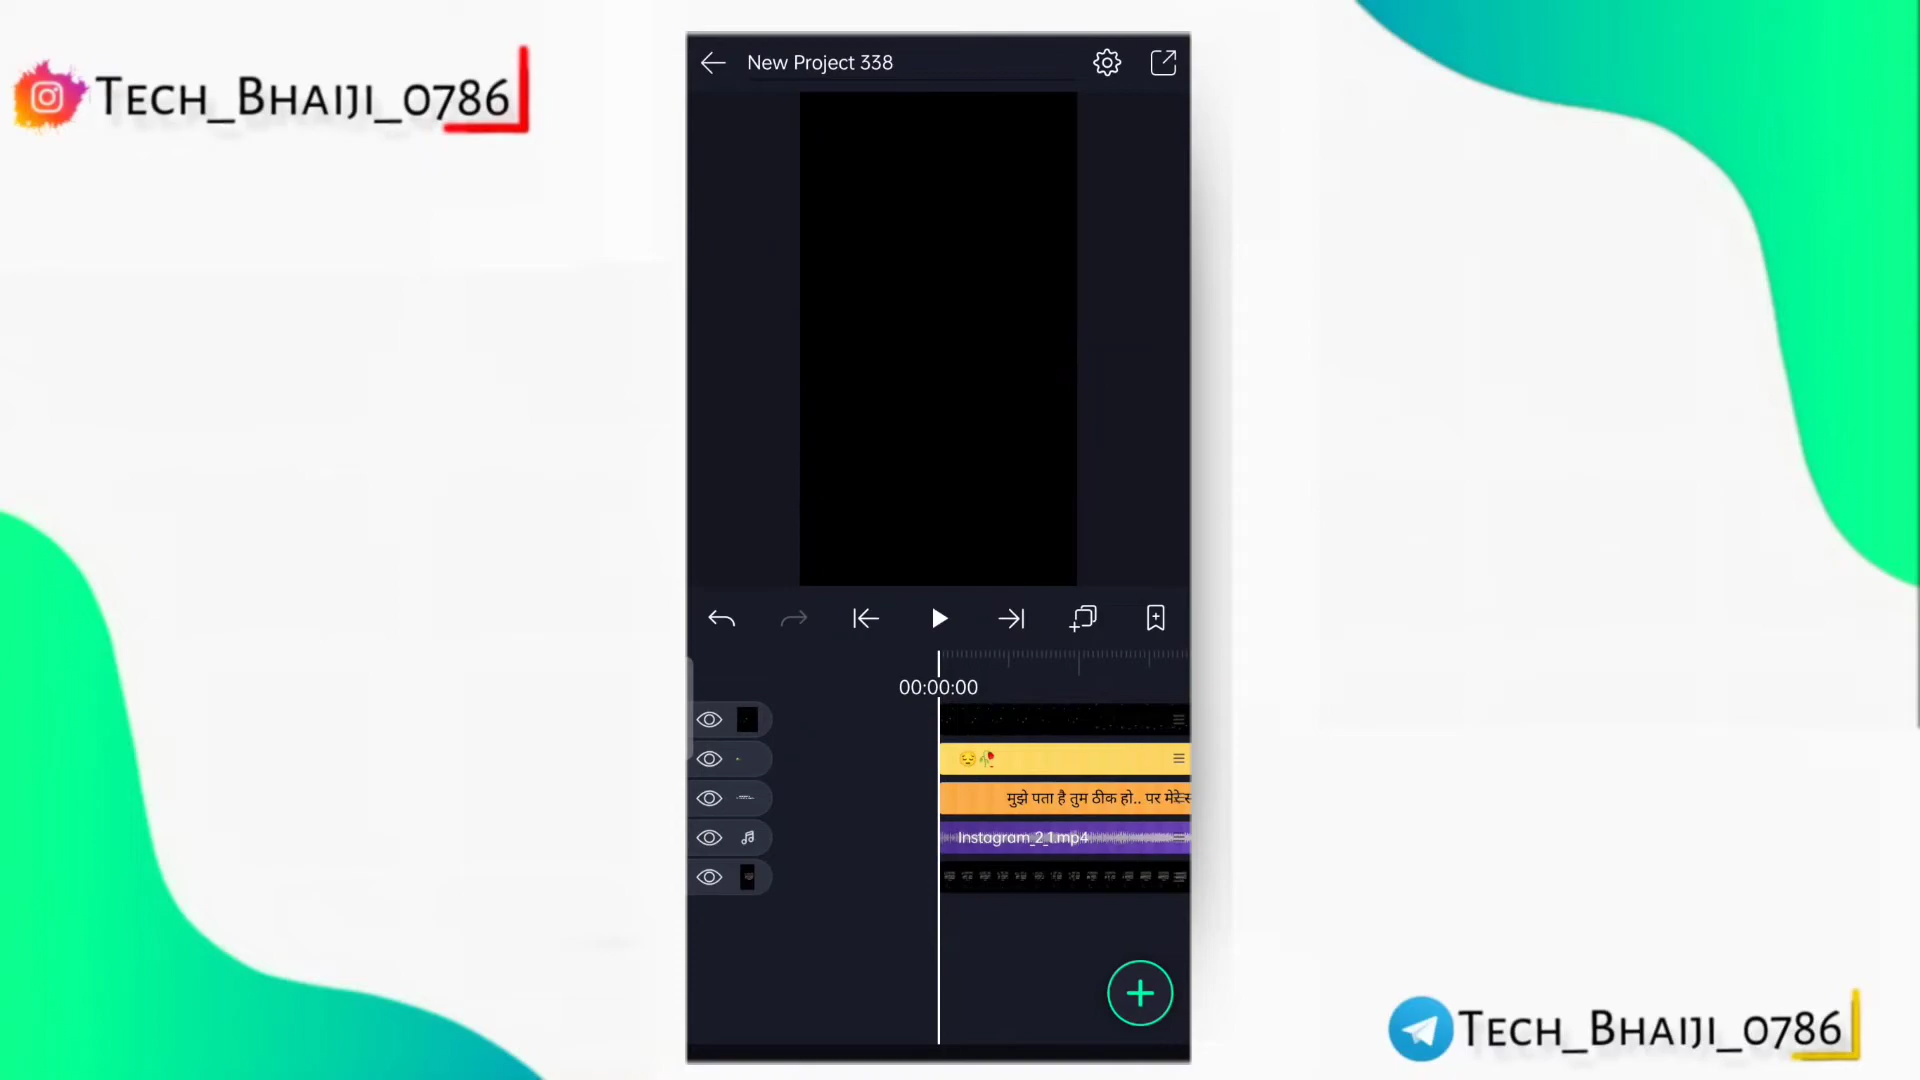 TECH_BHAIJI_0786
New Project 338
00:00:00
😔🥀
मुझे पता है तुम ठीक हो.. पर मेरे
Instagram_2_1.mp4
TECH_BHAIJI_0786